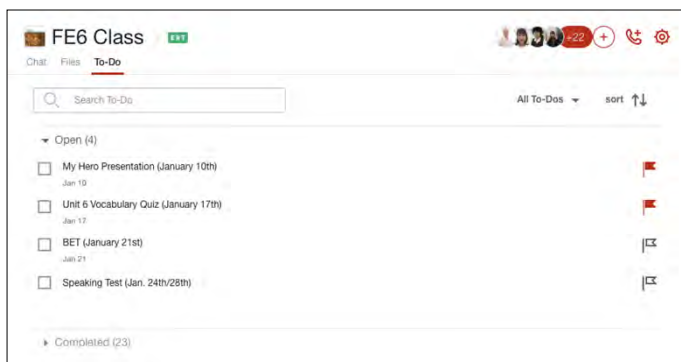 FE6 Class EXT
+22
Chat Files To-Do
Search To-Do
All To-Dos sort
Open (4)
My Hero Presentation (January 10th)
Jan 10
Unit 6 Vocabulary Quiz (January 17th)
Jan 17
BET (January 21st)
Jan 21
Speaking Test (Jan. 24th/28th)
Completed (23)